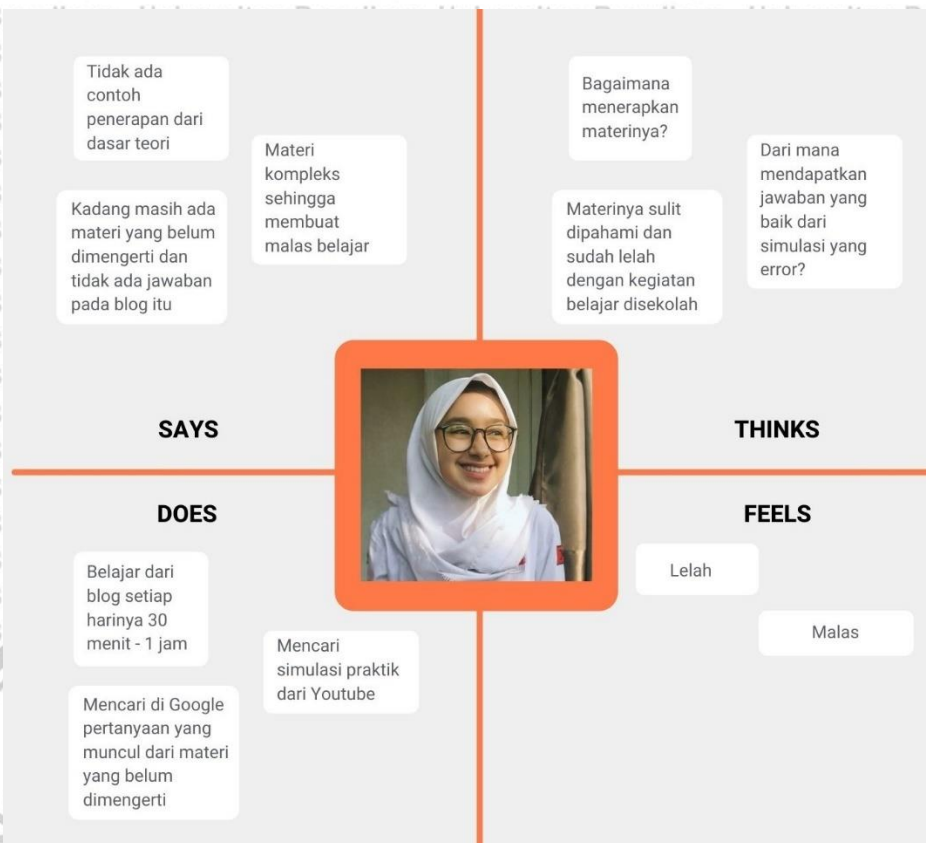 Tidak ada
contoh
penerapan dari
dasar teori
Materi
kompleks
sehingga
membuat
malas belajar
Kadang masih ada
materi yang belum
dimengerti dan
tidak ada jawaban
pada blog itu
SAYS
Bagaimana
menerapkan
materinya?
Dari mana
mendapatkan
jawaban yang
baik dari
simulasi yang
error?
Materinya sulit
dipahami dan
sudah lelah
dengan kegiatan
belajar disekolah
THINKS
DOES
Belajar dari
blog setiap
harinya 30
menit - 1 jam
Mencari
simulasi praktik
dari Youtube
Mencari di Google
pertanyaan yang
muncul dari materi
yang belum
dimengerti
FEELS
Lelah
Malas